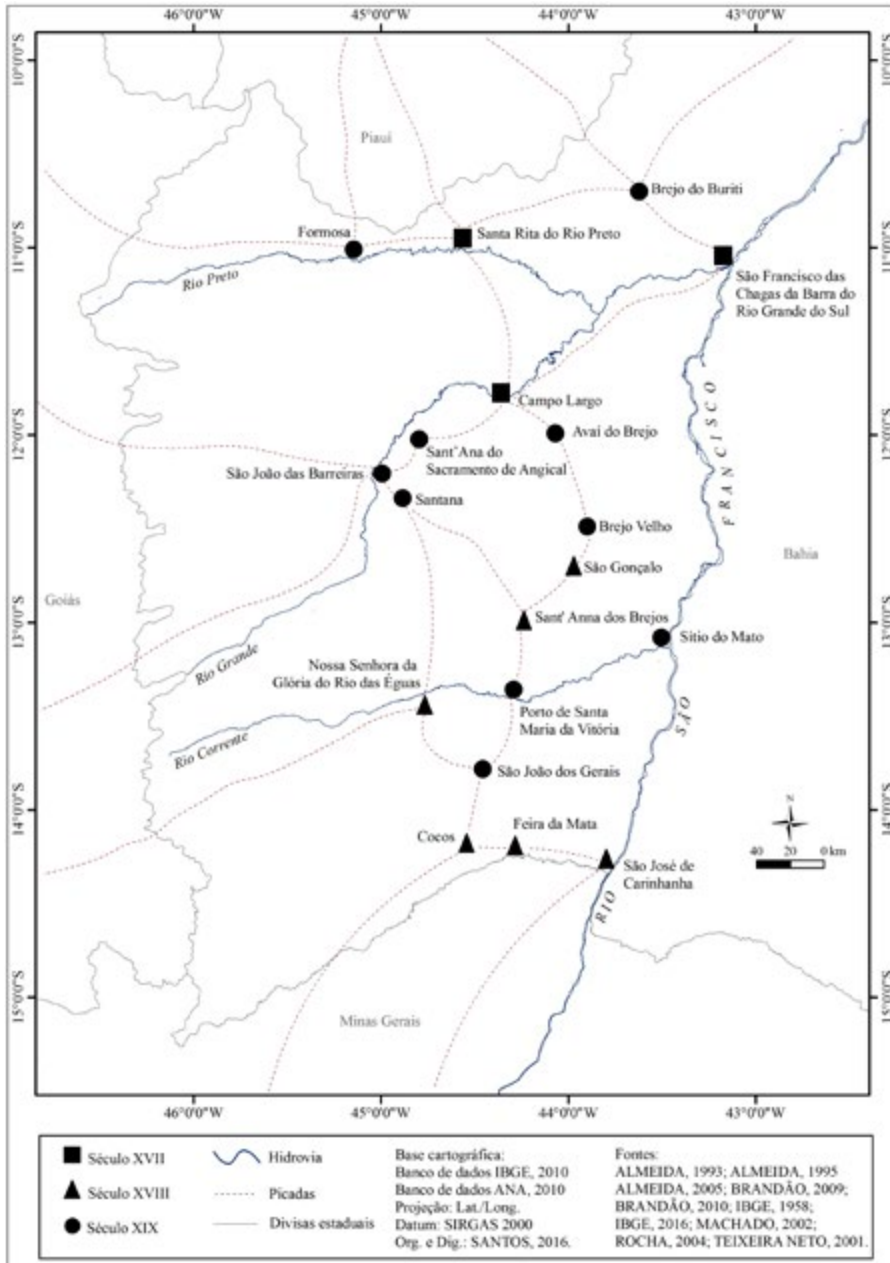 46°0'0"W
45°0'0"W
44°0'0"W
43°0'0"W
10°0'0"S
10°0'0"S
Piauí
Brejo do Buriti
Formosa
Santa Rita do Rio Preto
11°0'0"S
11°0'0"S
Rio Preto
São Francisco das
Chagas da Barra do
Rio Grande do Sul
Campo Largo
12°0'0"S
12°0'0"S
Avaí do Brejo
Sant'Ana do
Sacramento de Angical
São João das Barreiras
Santana
FRANCISCO
Brejo Velho
Bahia
São Gonçalo
Goiás
13°0'0"S
13°0'0"S
Sant' Anna dos Brejos
Sítio do Mato
Rio Grande
Nossa Senhora da
Glória do Rio das Éguas
SÃO
Porto de Santa
Maria da Vitória
Rio Corrente
São João dos Gerais
14°0'0"S
14°0'0"S
N
Cocos
Feira da Mata
40 20 0 km
São José de
Carinhanha
RIO
15°0'0"S
15°0'0"S
Minas Gerais
46°0'0"W
45°0'0"W
44°0'0"W
43°0'0"W
Século XVII
Século XVIII
Século XIX
Hidrovia
Picadas
Divisas estaduais
Base cartográfica:
Banco de dados IBGE, 2010
Banco de dados ANA, 2010
Projeção: Lat./Long.
Datum: SIRGAS 2000
Org. e Dig.: SANTOS, 2016.
Fontes:
ALMEIDA, 1993; ALMEIDA, 1995
ALMEIDA, 2005; BRANDÃO, 2009;
BRANDÃO, 2010; IBGE, 1958;
IBGE, 2016; MACHADO, 2002;
ROCHA, 2004; TEIXEIRA NETO, 2001.